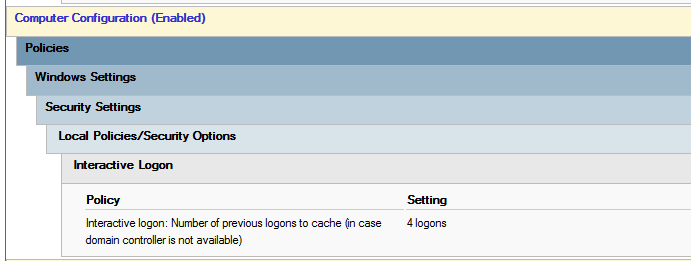 Computer Configuration (Enabled)
Policies
Windows Settings
Security Settings
Local Policies/Security Options
Interactive Logon
Policy Setting
Interactive logon: Number of previous logons to cache (in case 4 logons
domain controller is not available)